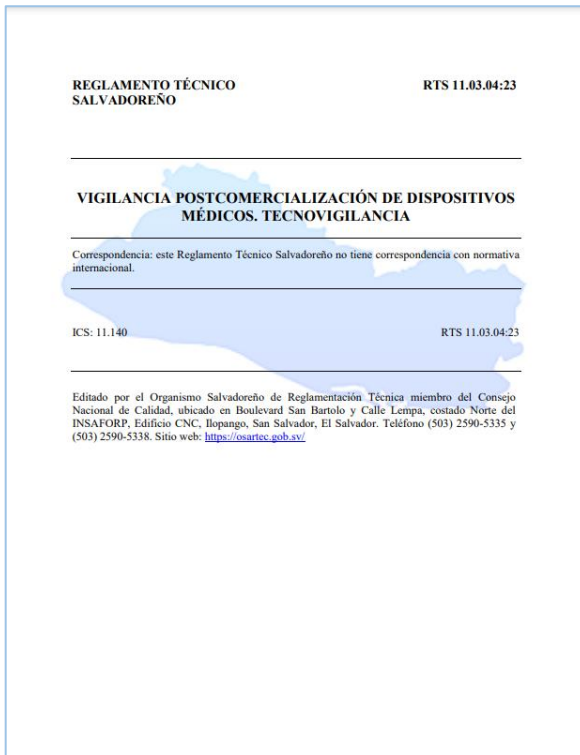 REGLAMENTO TÉCNICO
SALVADOREÑO
RTS 11.03.04:23
VIGILANCIA POSTCOMERCIALIZACIÓN DE DISPOSITIVOS
MÉDICOS. TECNOVIGILANCIA
Correspondencia: este Reglamento Técnico Salvadoreño no tiene correspondencia con normativa
internacional.
ICS: 11.140
RTS 11.03.04:23
Editado por el Organismo Salvadoreño de Reglamentación Técnica miembro del Consejo
Nacional de Calidad, ubicado en Boulevard San Bartolo y Calle Lempa, costado Norte del
INSAFORP, Edificio CNC, Ilopango, San Salvador, El Salvador. Teléfono (503) 2590-5335 y
(503) 2590-5338. Sitio web: https://osartec.gob.sv/